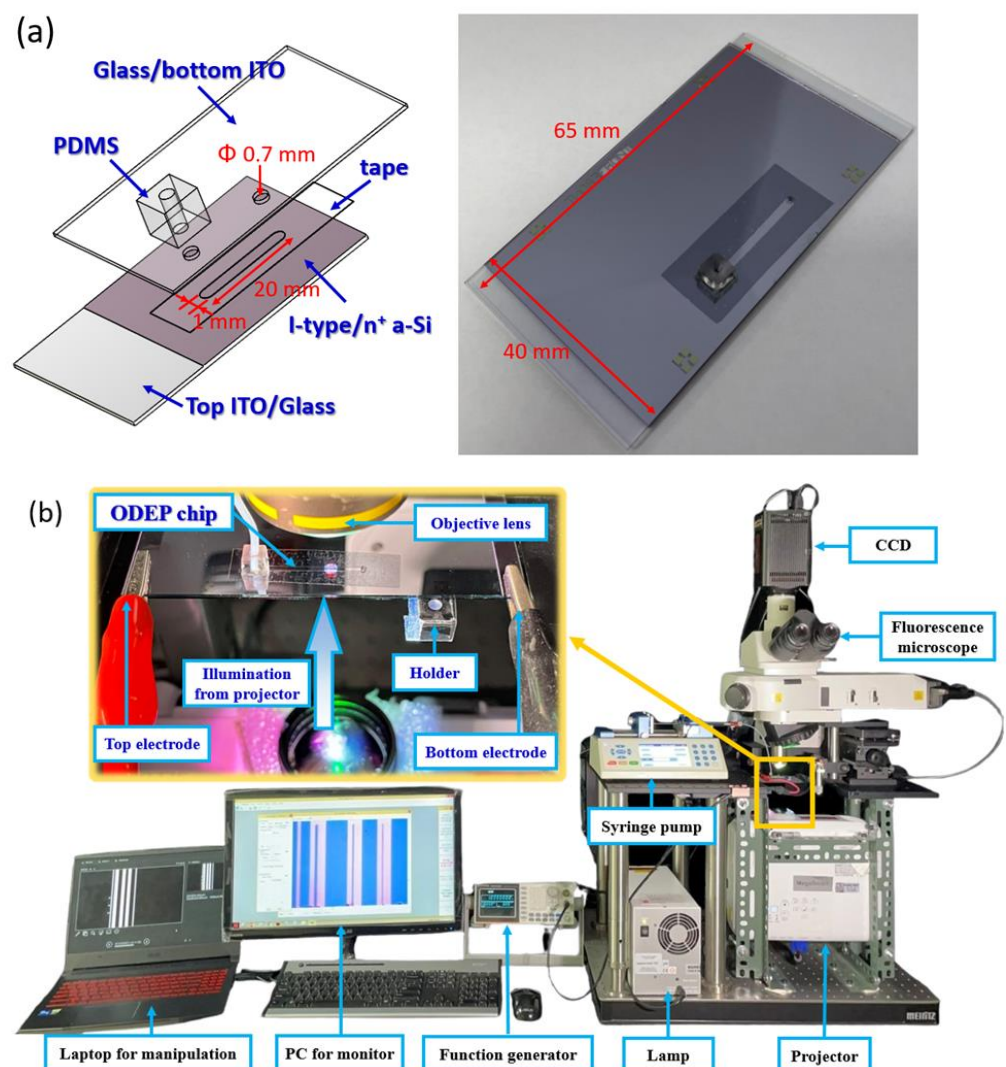 (a)
Glass/bottom ITO
PDMS
Φ 0.7 mm
tape
20 mm
1 mm
I-type/n⁺ a-Si
Top ITO/Glass
65 mm
40 mm
(b)
ODEP chip
Objective lens
CCD
Fluorescence
microscope
Illumination
from projector
Holder
Top electrode
Bottom electrode
Syringe pump
Laptop for manipulation
PC for monitor
Function generator
Lamp
Projector